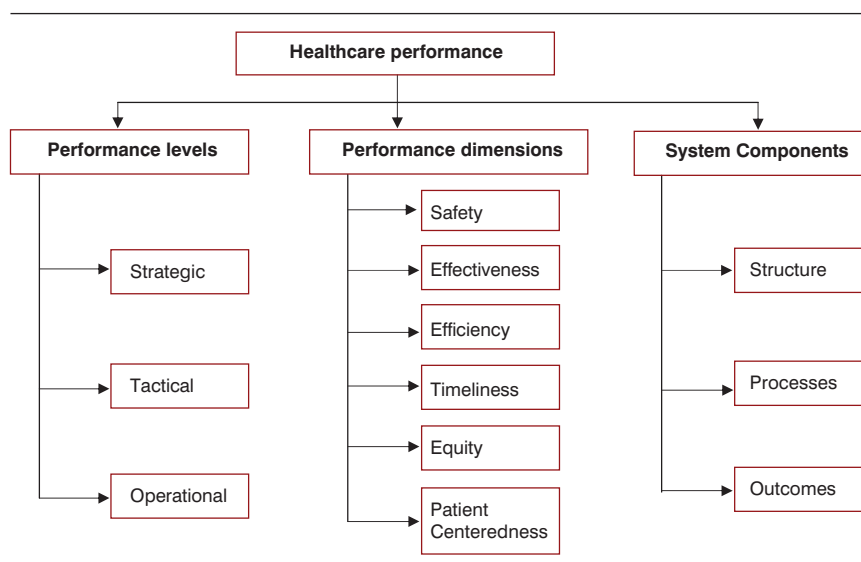 Healthcare performance
Performance levels
Performance dimensions
System Components
Strategic
Tactical
Operational
Safety
Effectiveness
Efficiency
Timeliness
Equity
Patient
Centeredness
Structure
Processes
Outcomes